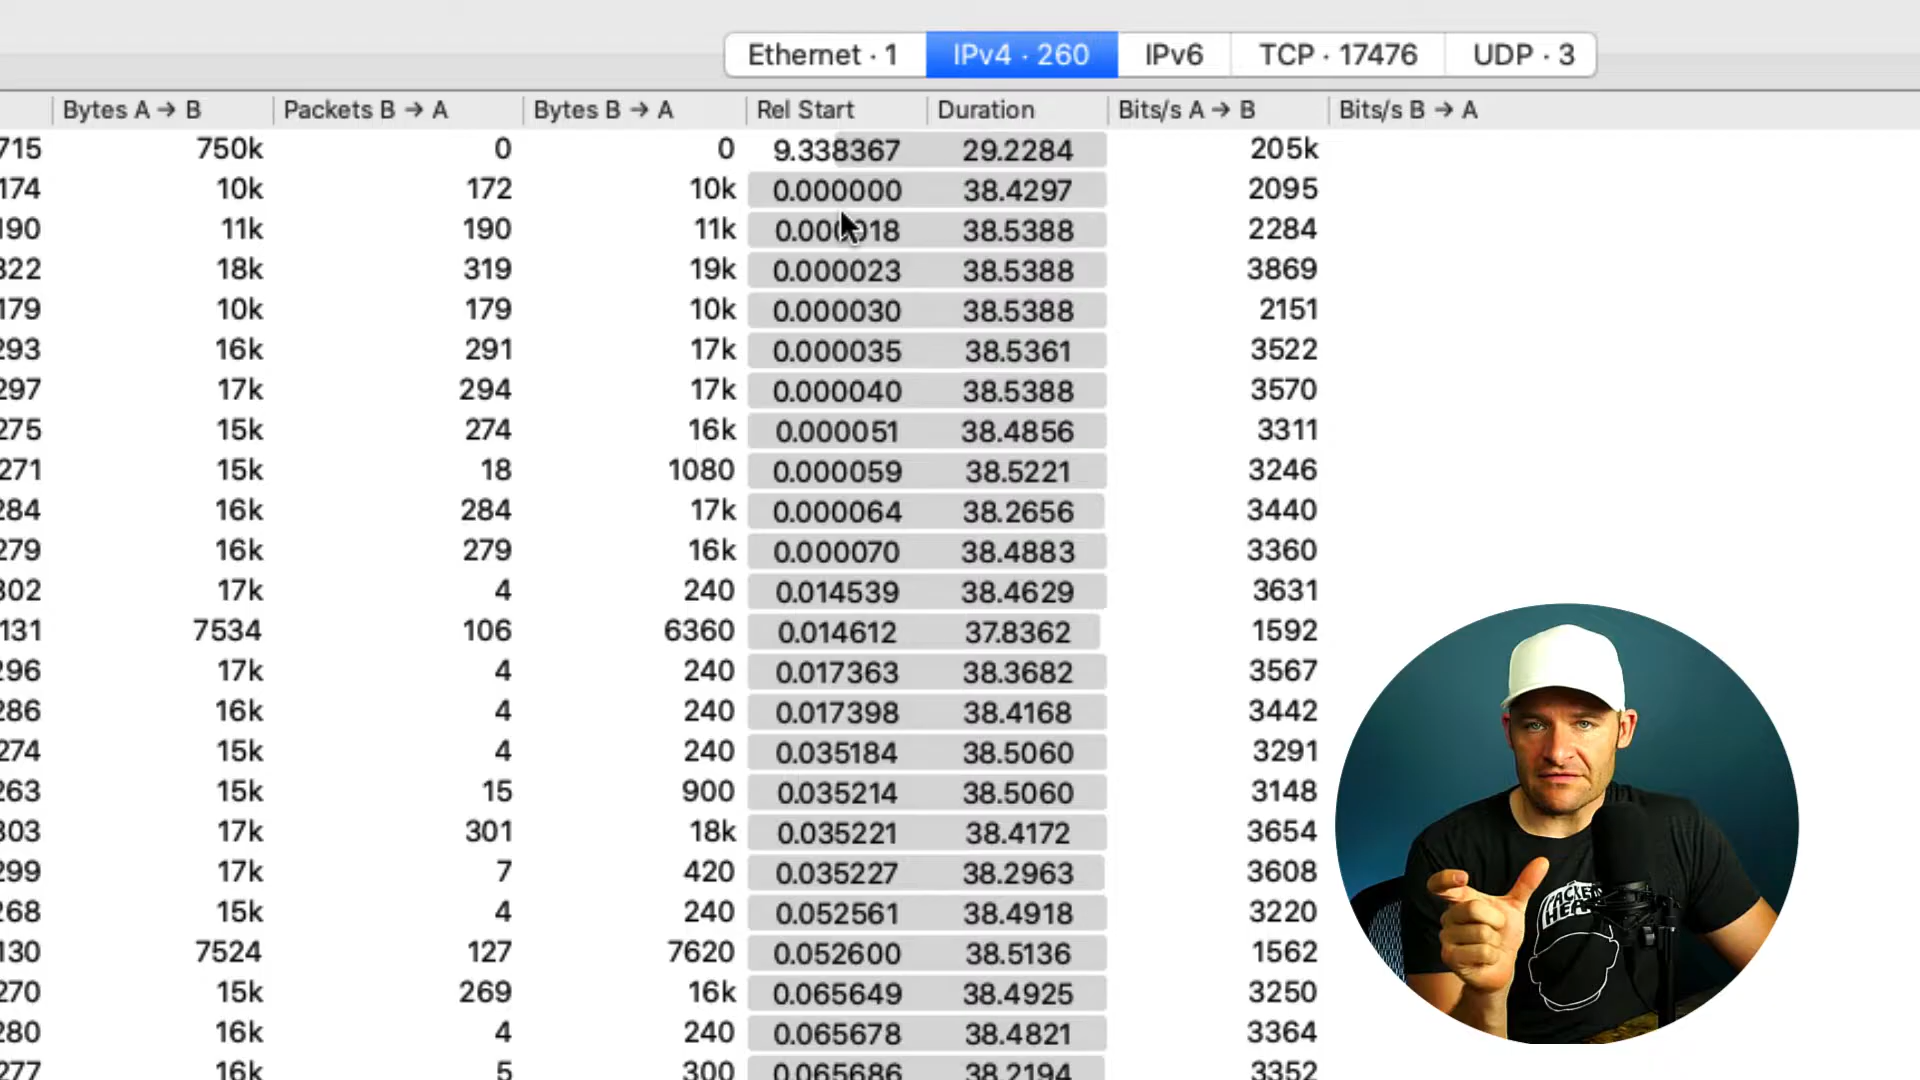 Ethernet · 1 IPv4 · 260 IPv6 TCP · 17476 UDP · 3
Bytes A → B Packets B → A Bytes B → A Rel Start Duration Bits/s A → B Bits/s B → A
715 750k 0 0 9.338367 29.2284 205k
174 10k 172 10k 0.000000 38.4297 2095
190 11k 190 11k 38.5388 2284
322 18k 319 19k 0.000023 38.5388 3869
179 10k 179 10k 0.000030 38.5388 2151
293 16k 291 17k 0.000035 38.5361 3522
297 17k 294 17k 0.000040 38.5388 3570
275 15k 274 16k 0.000051 38.4856 3311
271 15k 18 1080 0.000059 38.5221 3246
284 16k 284 17k 0.000064 38.2656 3440
279 16k 279 16k 0.000070 38.4883 3360
302 17k 4 240 0.014539 38.4629 3631
131 7534 106 6360 0.014612 37.8362 1592
296 17k 4 240 0.017363 38.3682 3567
286 16k 4 240 0.017398 38.4168 3442
274 15k 4 240 0.035184 38.5060 3291
263 15k 15 900 0.035214 38.5060 3148
303 17k 301 18k 0.035221 38.4172 3654
299 17k 7 420 0.035227 38.2963 3608
268 15k 4 240 0.052561 38.4918 3220
130 7524 127 7620 0.052600 38.5136 1562
270 15k 269 16k 0.065649 38.4925 3250
280 16k 4 240 0.065678 38.4821 3364
277 16k 5 300 0.065686 38.2194 3352